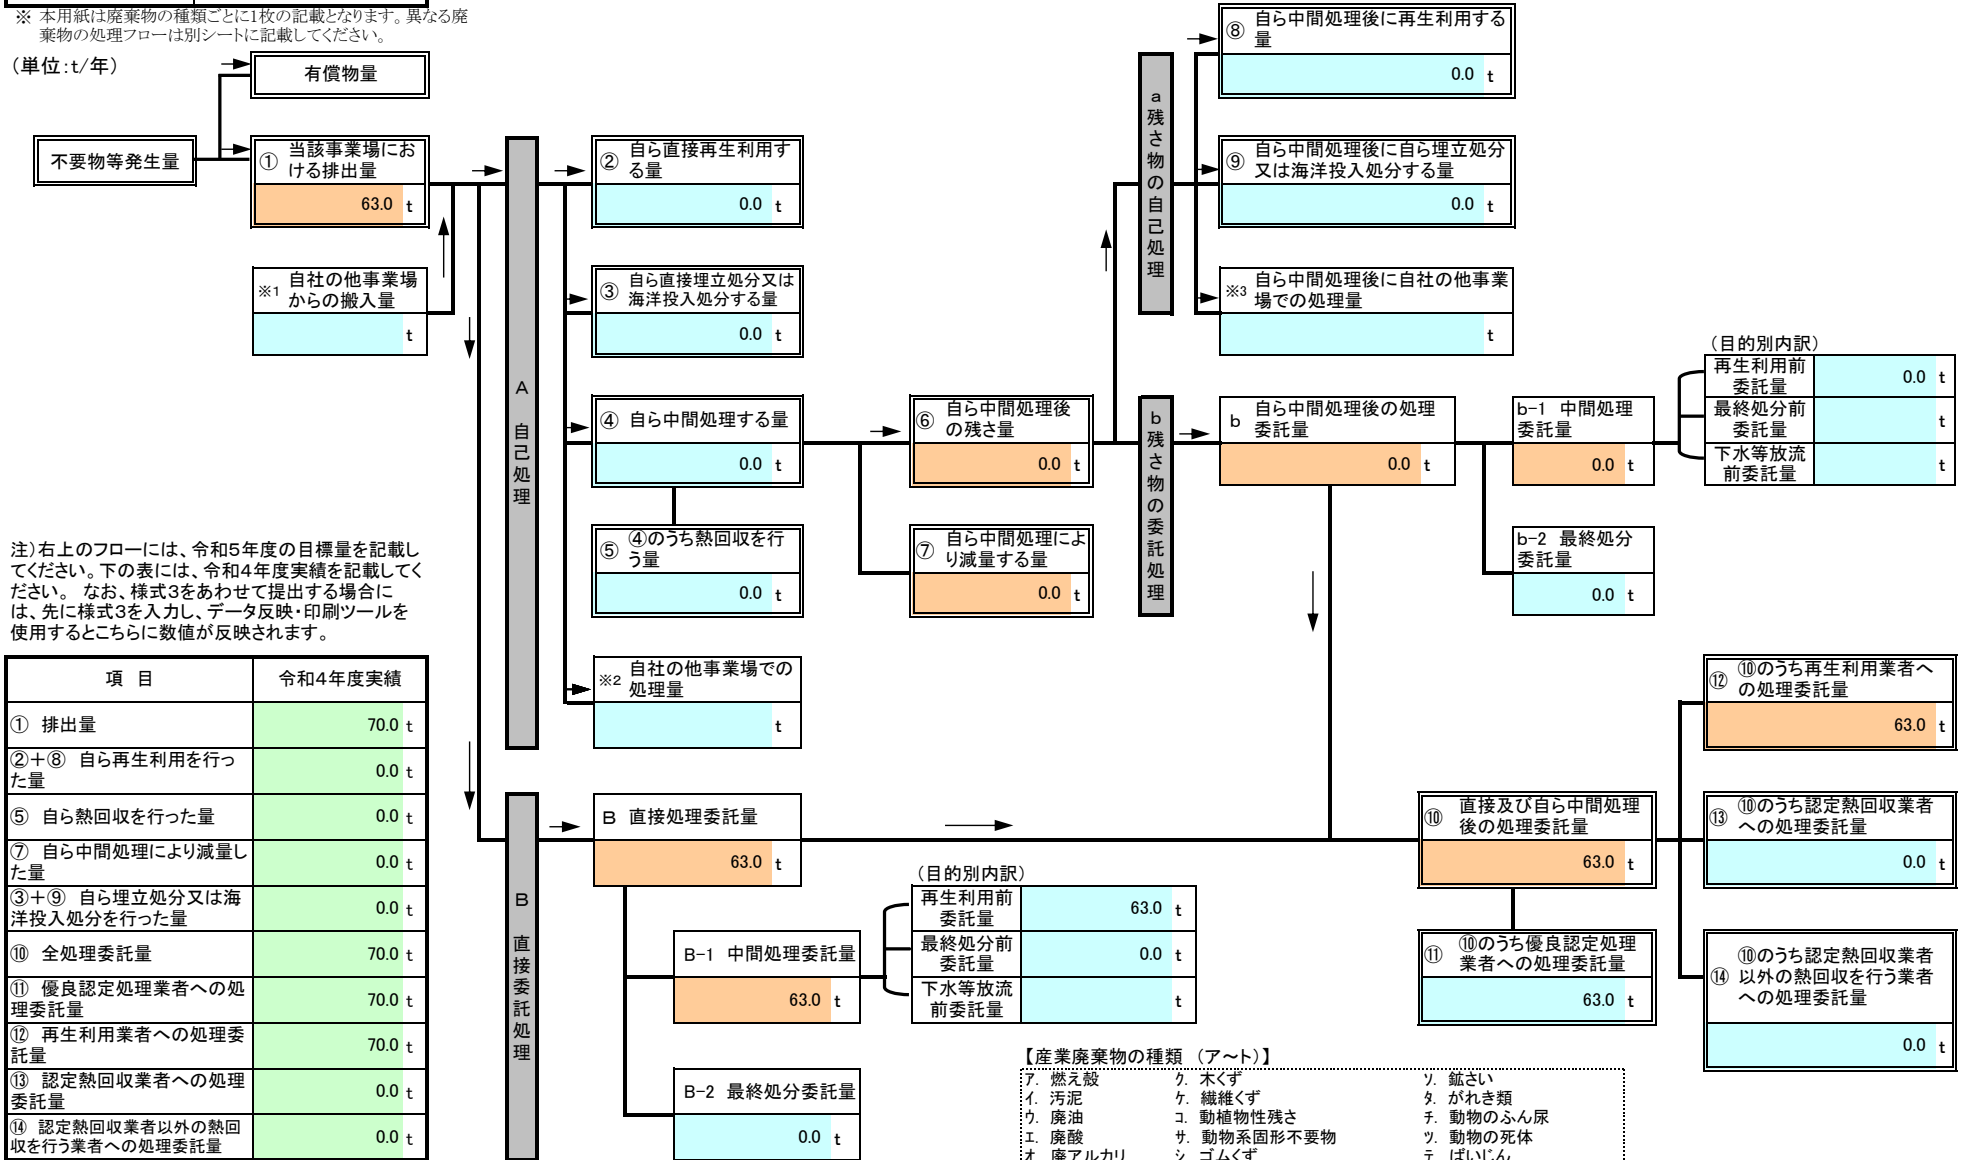 ※ 本用紙は廃棄物の種類ごとに1枚の記載となります。異なる廃
棄物の処理フローは別シートに記載してください。
（単位：t/年）
有償物量
不要物等発生量
① 当該事業場にお
ける排出量
63.0 t
※1 自社の他事業場
からの搬入量
t
A 自己処理
② 自ら直接再生利用す
る量
0.0 t
③ 自ら直接埋立処分又は
海洋投入処分する量
0.0 t
④ 自ら中間処理する量
0.0 t
⑤ ④のうち熱回収を行
う量
0.0 t
※2 自社の他事業場での
処理量
t
⑥ 自ら中間処理後
の残さ量
0.0 t
⑦ 自ら中間処理によ
り減量する量
0.0 t
a 残さ物の自己処理
⑧ 自ら中間処理後に再生利用する
量
0.0 t
⑨ 自ら中間処理後に自ら埋立処分
又は海洋投入処分する量
0.0 t
※3 自ら中間処理後に自社の他事業
場での処理量
t
b 残さ物の委託処理
b 自ら中間処理後の処理
委託量
0.0 t
b-1 中間処理
委託量
0.0 t
（目的別内訳）
再生利用前
委託量
0.0 t
最終処分前
委託量
t
下水等放流
前委託量
t
b-2 最終処分
委託量
0.0 t
注）右上のフローには、令和5年度の目標量を記載し
てください。下の表には、令和4年度実績を記載してく
ださい。 なお、様式3をあわせて提出する場合に
は、先に様式3を入力し、データ反映・印刷ツールを
使用するとこちらに数値が反映されます。
項 目 令和4年度実績
① 排出量 70.0 t
②＋⑧ 自ら再生利用を行っ
た量 0.0 t
⑤ 自ら熱回収を行った量 0.0 t
⑦ 自ら中間処理により減量し
た量 0.0 t
③＋⑨ 自ら埋立処分又は海
洋投入処分を行った量 0.0 t
⑩ 全処理委託量 70.0 t
⑪ 優良認定処理業者への処
理委託量 70.0 t
⑫ 再生利用業者への処理委
託量 70.0 t
⑬ 認定熱回収業者への処理
委託量 0.0 t
⑭ 認定熱回収業者以外の熱回
収を行う業者への処理委託量 0.0 t
B 直接委託処理
B 直接処理委託量
63.0 t
B-1 中間処理委託量
63.0 t
（目的別内訳）
再生利用前
委託量
63.0 t
最終処分前
委託量
0.0 t
下水等放流
前委託量
t
B-2 最終処分委託量
0.0 t
⑩ 直接及び自ら中間処理
後の処理委託量
63.0 t
⑪ ⑩のうち優良認定処理
業者への処理委託量
63.0 t
⑫ ⑩のうち再生利用業者へ
の処理委託量
63.0 t
⑬ ⑩のうち認定熱回収業者
への処理委託量
0.0 t
⑩のうち認定熱回収業者
⑭ 以外の熱回収を行う業者
への処理委託量
0.0 t
【産業廃棄物の種類 （ア～ト）】
ア. 燃え殻 ク. 木くず ソ. 鉱さい
イ. 汚泥 ケ. 繊維くず タ. がれき類
ウ. 廃油 コ. 動植物性残さ チ. 動物のふん尿
エ. 廃酸 サ. 動物系固形不要物 ツ. 動物の死体
オ. 廃アルカリ シ. ゴムくず テ. ばいじん